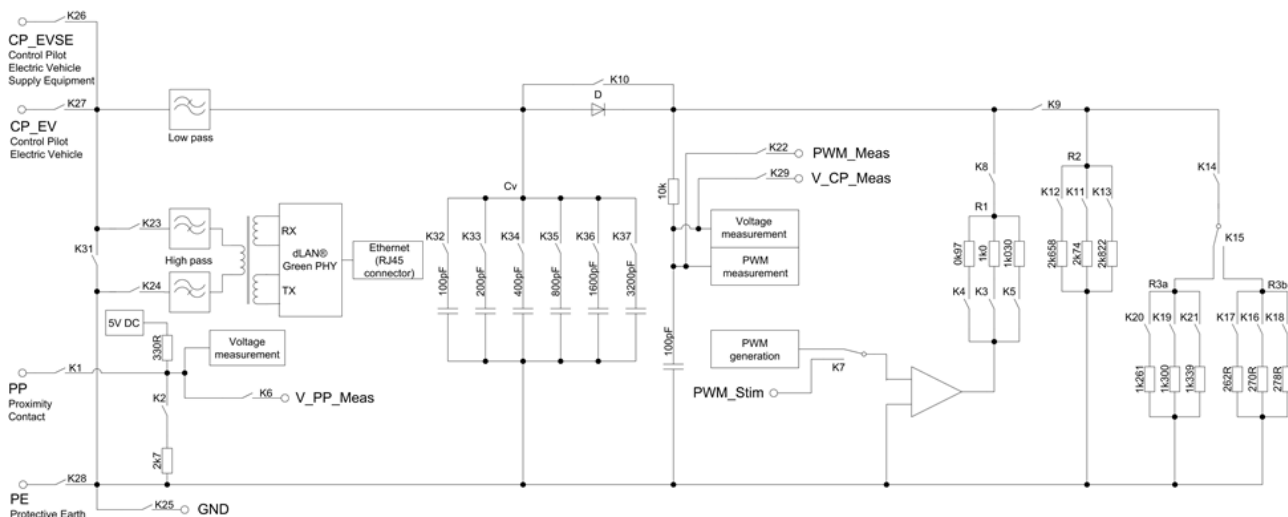 K26
CP_EVSE
Control Pilot
Electric Vehicle
Supply Equipment
K27
CP_EV
Control Pilot
Electric Vehicle
Low pass
K10
D
K9
K22
PWM_Meas
K29
V_CP_Meas
10k
Voltage
measurement
PWM
measurement
K8
R1
0k97
1k0
1k030
K4
K3
K5
R2
K12
K11
K13
2k658
2k74
2k822
K14
K15
R3a
R3b
K20
K19
K21
K17
K16
K18
1k261
1k300
1k339
262R
270R
278R
K31
K23
High pass
K24
RX
dLAN®
Green PHY
TX
Ethernet
(RJ45
connector)
Cv
K32
K33
K34
K35
K36
K37
100pF
200pF
400pF
800pF
1600pF
3200pF
100pF
5V DC
330R
Voltage
measurement
PWM
generation
K7
PWM_Stim
K1
PP
Proximity
Contact
K2
K6
V_PP_Meas
2k7
K28
PE
Protective Earth
K25
GND